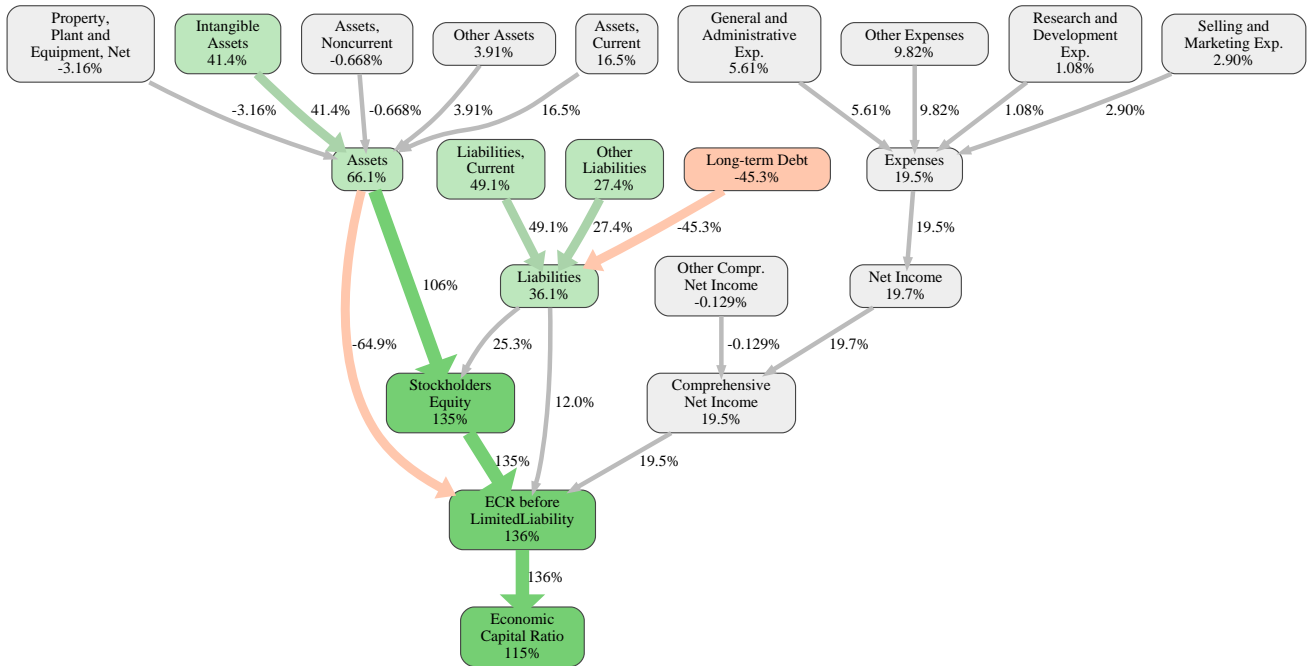 Property,
Plant and
Equipment, Net
-3.16%
Intangible
Assets
41.4%
Assets,
Noncurrent
-0.668%
Other Assets
3.91%
Assets,
Current
16.5%
General and
Administrative
Exp.
5.61%
Other Expenses
9.82%
Research and
Development
Exp.
1.08%
Selling and
Marketing Exp.
2.90%
-3.16%
41.4%
-0.668%
3.91%
16.5%
5.61%
9.82%
1.08%
2.90%
Assets
66.1%
Liabilities,
Current
49.1%
Other
Liabilities
27.4%
Long-term Debt
-45.3%
Expenses
19.5%
49.1%
27.4%
-45.3%
19.5%
106%
Liabilities
36.1%
Other Compr.
Net Income
-0.129%
Net Income
19.7%
-64.9%
25.3%
-0.129%
19.7%
Stockholders
Equity
135%
12.0%
Comprehensive
Net Income
19.5%
135%
19.5%
ECR before
LimitedLiability
136%
136%
Economic
Capital Ratio
115%